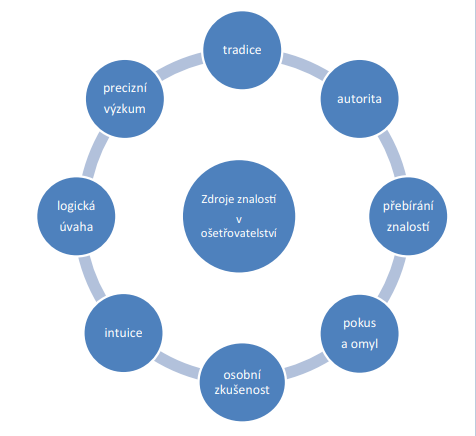 tradice
autorita
přebírání
znalostí
pokus
a omyl
osobní
zkušenost
intuice
logická
úvaha
precizní
výzkum
Zdroje znalostí
v
ošetřovatelství